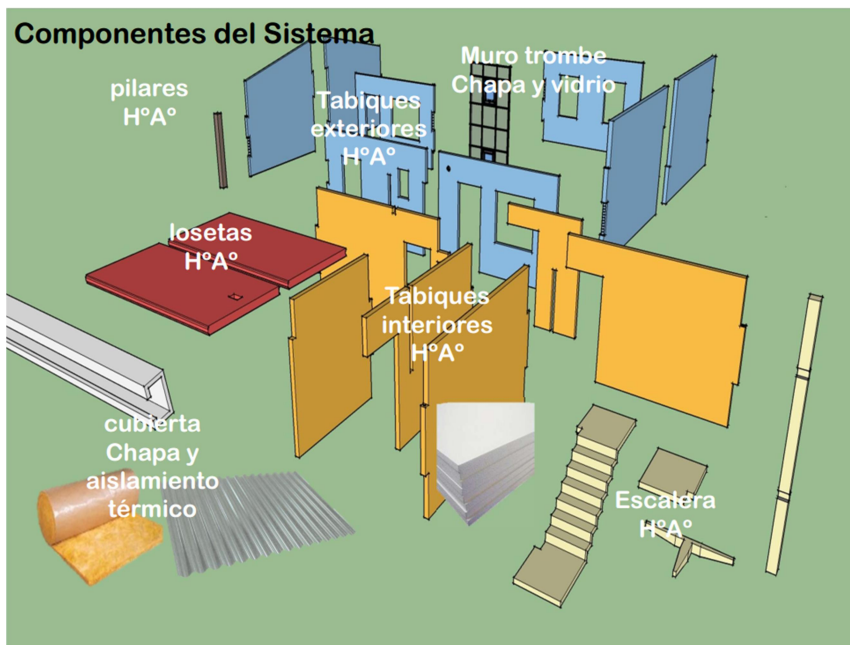 Componentes del Sistema
pilares
HºAº
Tabiques
exteriores
HºAº
Muro trombe
Chapa y vidrio
losetas
HºAº
Tabiques
interiores
HºAº
cubierta
Chapa y
aislamiento
térmico
Escalera
HºAº